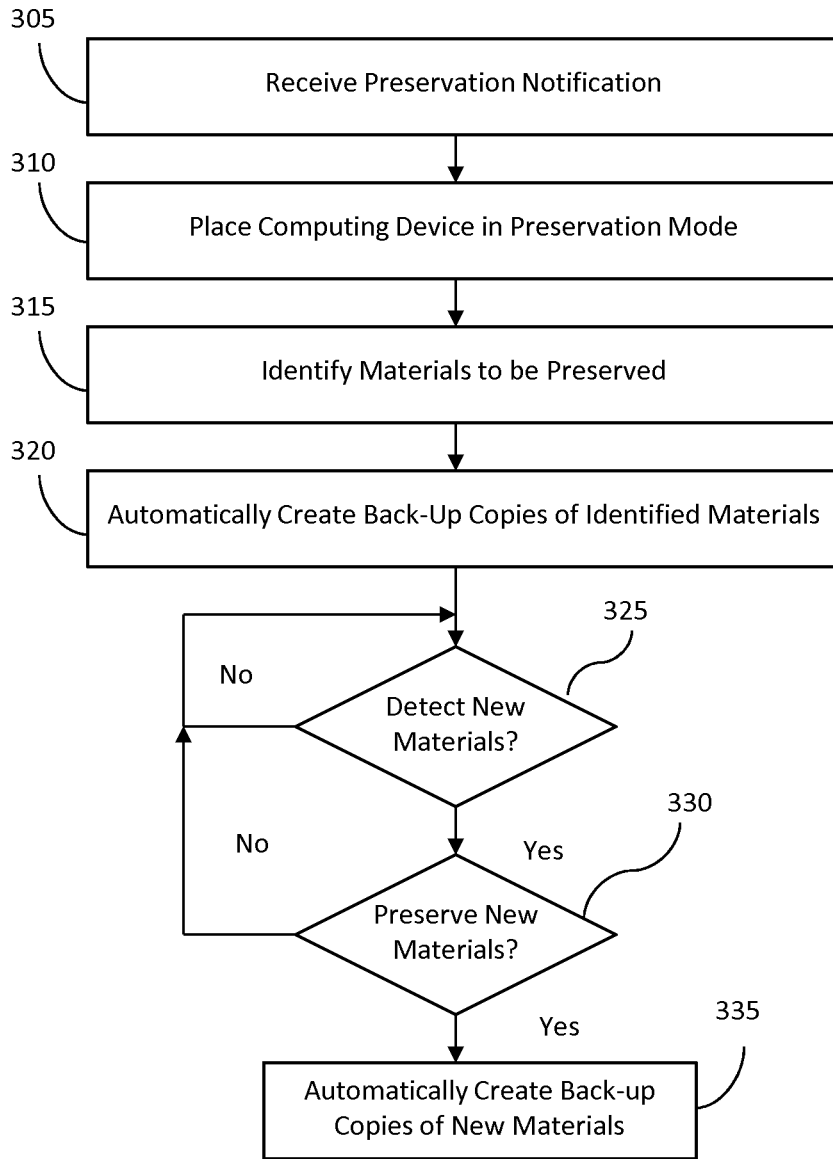 305
Receive Preservation Notification
310
Place Computing Device in Preservation Mode
315
Identify Materials to be Preserved
320
Automatically Create Back-Up Copies of Identified Materials
325
No
Detect New
Materials?
330
No
Yes
Preserve New
Materials?
335
Yes
Automatically Create Back-up
Copies of New Materials